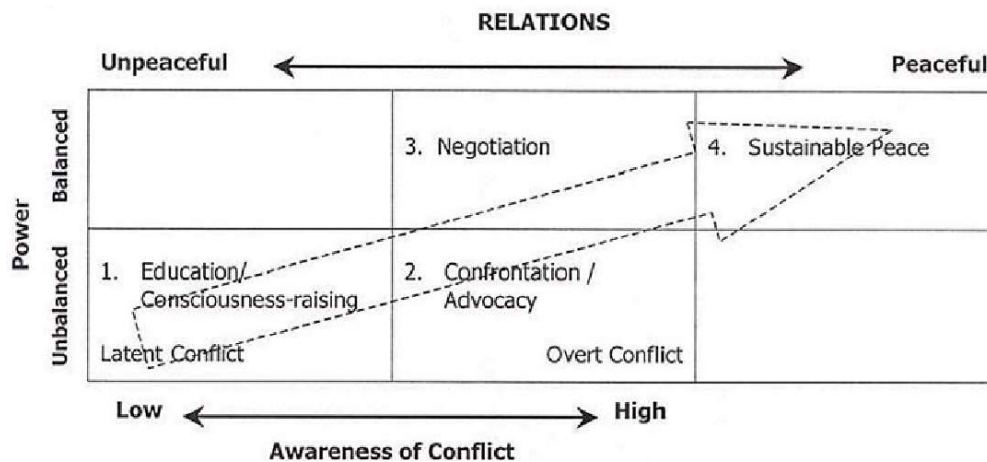 RELATIONS
Unpeaceful Peaceful
Power
Balanced
3. Negotiation
4. Sustainable Peace
Unbalanced
1. Education/
Consciousness-raising
Latent Conflict
2. Confrontation /
Advocacy
Overt Conflict
Low High
Awareness of Conflict